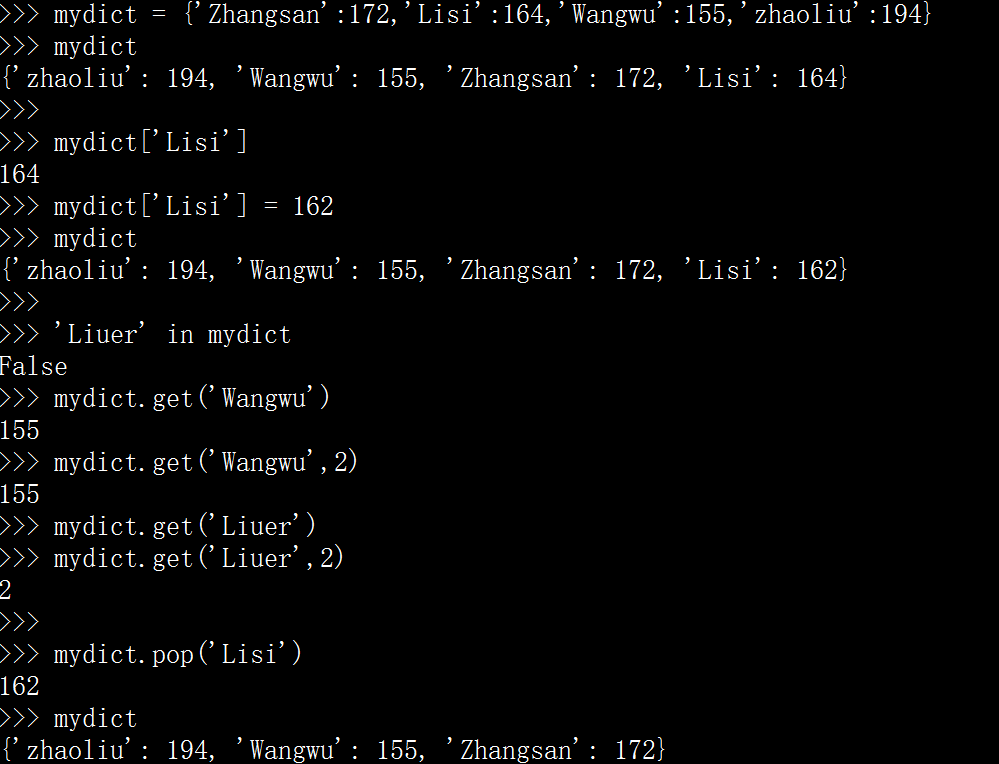 >>> mydict = {'Zhangsan':172,'Lisi':164,'Wangwu':155,'zhaoliu':194}
>>> mydict
{'zhaoliu': 194, 'Wangwu': 155, 'Zhangsan': 172, 'Lisi': 164}
>>>
>>> mydict['Lisi']
164
>>> mydict['Lisi'] = 162
>>> mydict
{'zhaoliu': 194, 'Wangwu': 155, 'Zhangsan': 172, 'Lisi': 162}
>>>
>>> 'Liuer' in mydict
False
>>> mydict.get('Wangwu')
155
>>> mydict.get('Wangwu',2)
155
>>> mydict.get('Liuer')
>>> mydict.get('Liuer',2)
2
>>>
>>> mydict.pop('Lisi')
162
>>> mydict
{'zhaoliu': 194, 'Wangwu': 155, 'Zhangsan': 172}